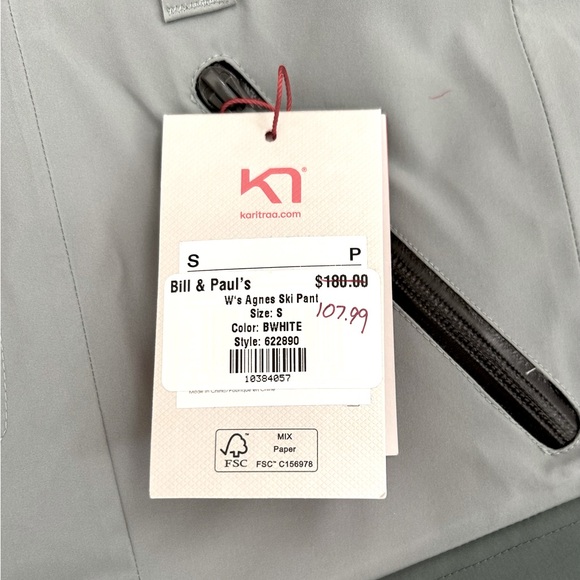 KT
karitraa.com
S P
Bill & Paul's $180.00
W's Agnes Ski Pant
107.99
Size: S
Color: BWHITE
Style: 622890
10384057
MIX
Paper
FSC™ C156978
FSC